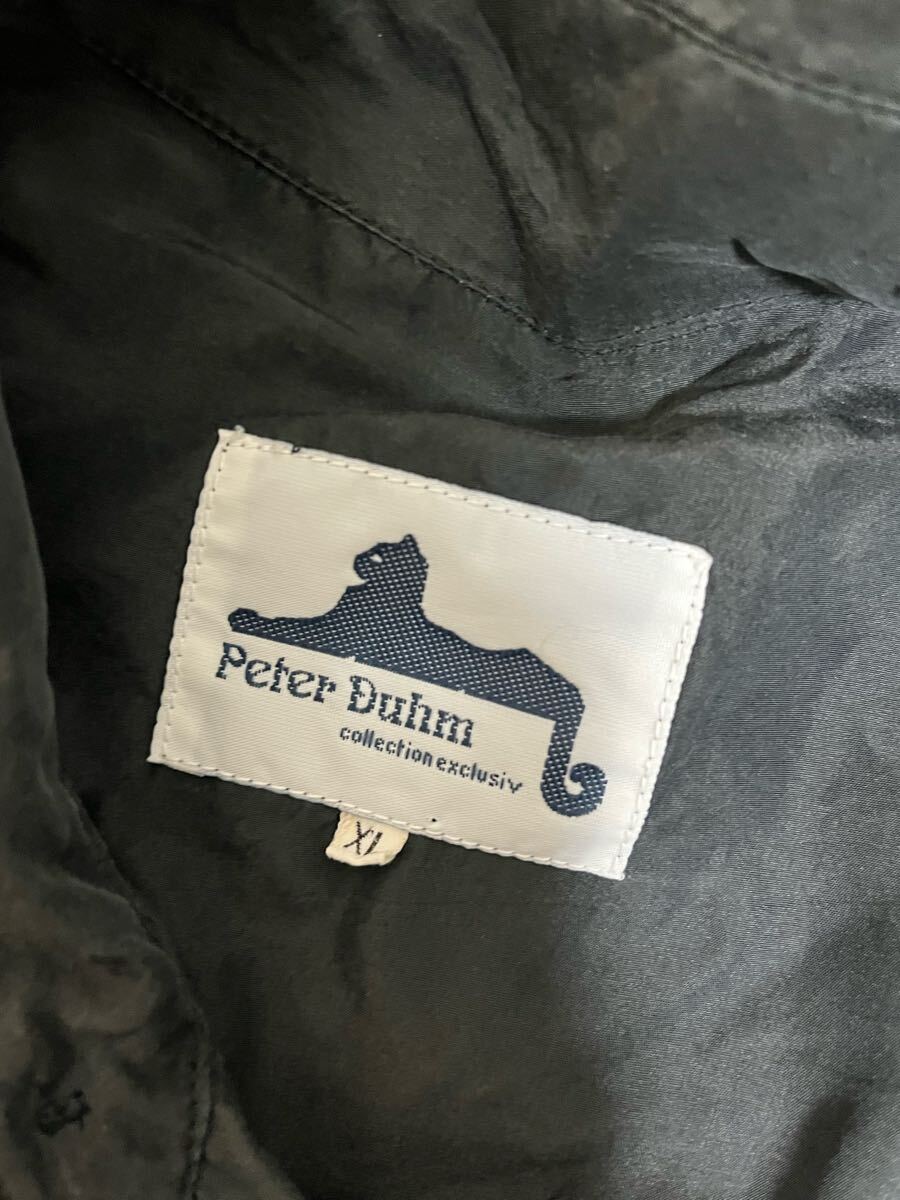 Peter Duhm
collection exclusiv
XL